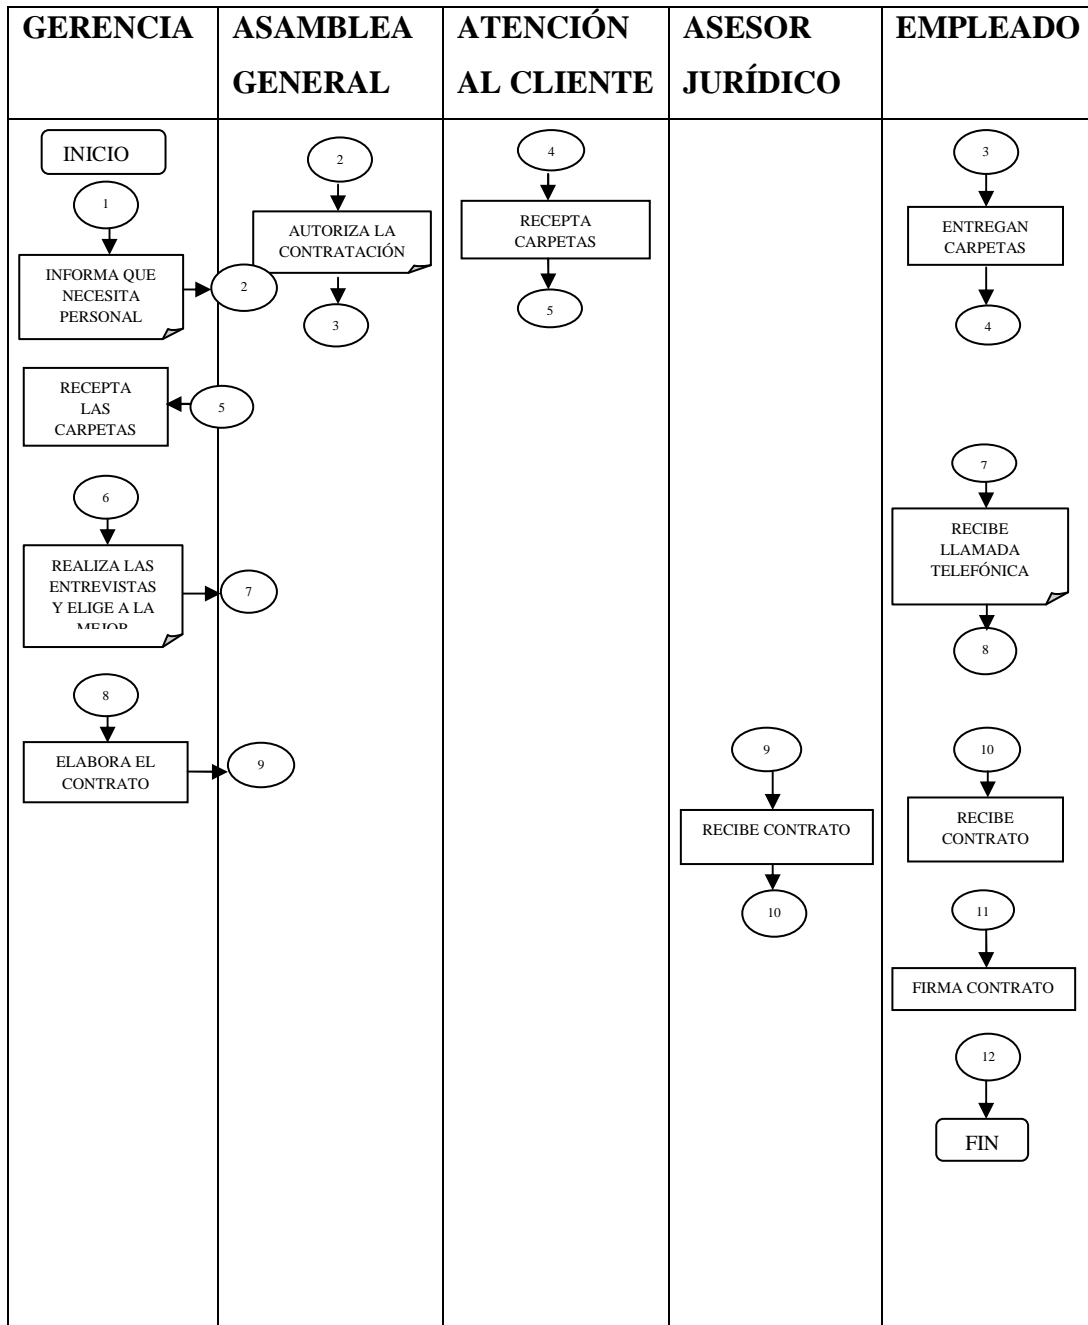 GERENCIA
ASAMBLEA
GENERAL
ATENCIÓN
AL CLIENTE
ASESOR
JURÍDICO
EMPLEADO
INICIO
1
INFORMA QUE
NECESITA
PERSONAL
2
RECEPTA
LAS
CARPETAS
5
6
REALIZA LAS
ENTREVISTAS
Y ELIGE A LA
MEJOR
7
8
ELABORA EL
CONTRATO
9
2
AUTORIZA LA
CONTRATACIÓN
3
4
RECEPTA
CARPETAS
5
9
RECIBE CONTRATO
10
3
ENTREGAN
CARPETAS
4
7
RECIBE
LLAMADA
TELEFÓNICA
8
10
RECIBE
CONTRATO
11
FIRMA CONTRATO
12
FIN